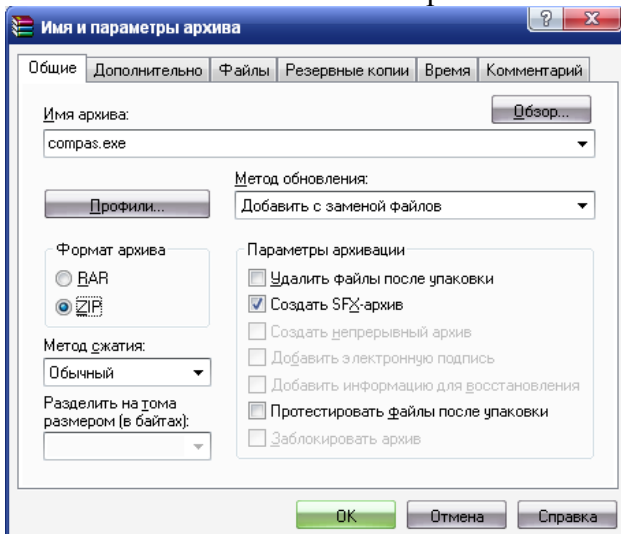 Имя и параметры архива
Общие Дополнительно Файлы Резервные копии Время Комментарий
Имя архива:
Обзор...
compas.exe
Метод обновления:
Профили...
Добавить с заменой файлов
Формат архива
Параметры архивации
RAR
Удалить файлы после упаковки
ZIP
Создать SFX-архив
Создать непрерывный архив
Метод сжатия:
Добавить электронную подпись
Обычный
Добавить информацию для восстановления
Разделить на тома
размером (в байтах):
Протестировать файлы после упаковки
Заблокировать архив
ОК Отмена Справка